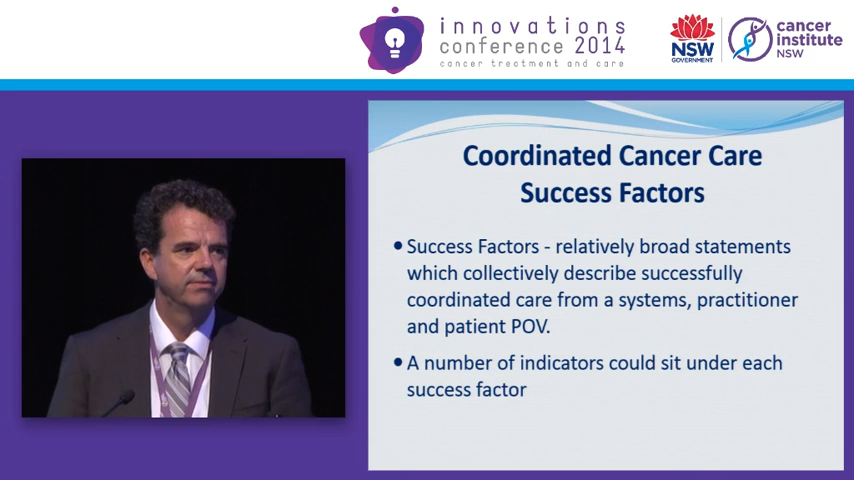 innovations
conference 2014
cancer treatment and care
NSW
GOVERNMENT
cancer
institute
NSW
Coordinated Cancer Care
Success Factors
• Success Factors - relatively broad statements
which collectively describe successfully
coordinated care from a systems, practitioner
and patient POV.
• A number of indicators could sit under each
success factor